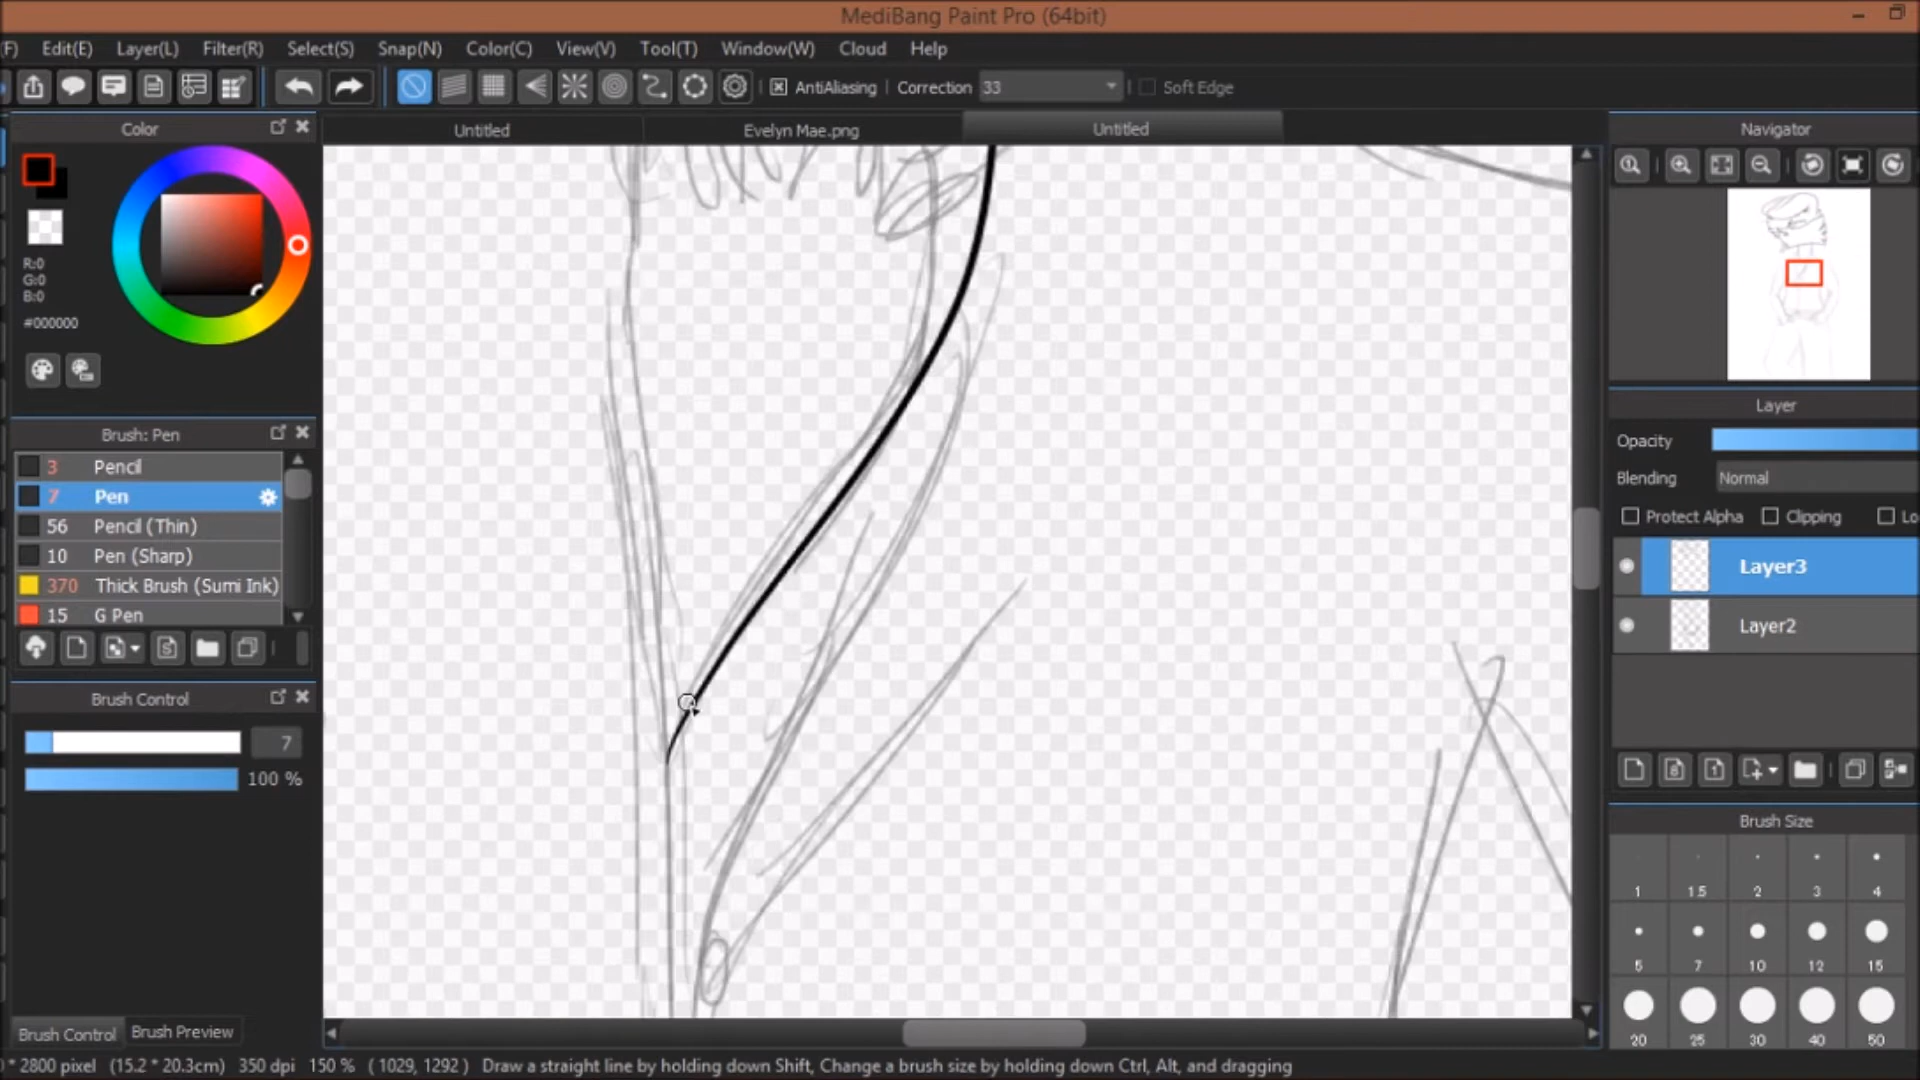 MediBang Paint Pro (64bit)
(F) Edit(E) Layer(L) Filter(R) Select(S) Snap(N) Color(C) View(V) Tool(T) Window(W) Cloud Help
AntiAliasing Correction 33 Soft Edge
Color
Untitled Evelyn Mae.png Untitled
Navigator
R:0
G:0
B:0
#000000
Layer
Opacity
Blending Normal
Protect Alpha Clipping Lo
Layer3
Layer2
Brush: Pen
3 Pencil
7 Pen
56 Pencil (Thin)
10 Pen (Sharp)
370 Thick Brush (Sumi Ink)
15 G Pen
Brush Control
7
100 %
Brush Size
1 1.5 2 3 4
5 7 10 12 15
20 25 30 40 50
Brush Control Brush Preview
* 2800 pixel (15.2 * 20.3cm) 350 dpi 150 % ( 1029, 1292 ) Draw a straight line by holding down Shift, Change a brush size by holding down Ctrl, Alt, and dragging